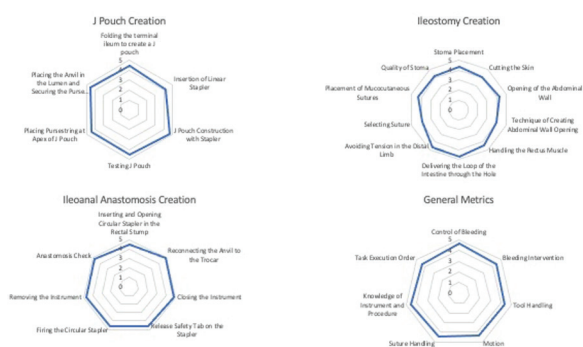 J Pouch Creation
Folding the terminal
ileum to create a J
pouch
5
4
3
2
1
0
Insertion of Linear
Stapler
J Pouch Construction
with Stapler
Testing J Pouch
Placing Pursestring at
Apex of J Pouch
Placing the Anvil in
the Lumen and
Securing the Purse...
Ileostomy Creation
Stoma Placement
5
4
3
2
1
0
Cutting the Skin
Opening of the Abdominal
Wall
Technique of Creating
Abdominal Wall Opening
Handling the Rectus Muscle
Delivering the Loop of the
Intestine through the Hole
Avoiding Tension in the Distal
Limb
Selecting Suture
Placement of Mucocutaneous
Sutures
Quality of Stoma
Ileoanal Anastomosis Creation
Inserting and Opening
Circular Stapler in the
Rectal Stump
5
4
3
2
1
0
Reconnecting the Anvil to
the Trocar
Closing the Instrument
Release Safety Tab on the
Stapler
Firing the Circular Stapler
Removing the Instrument
Anastomosis Check
General Metrics
Control of Bleeding
5
4
3
2
1
0
Bleeding Intervention
Tool Handling
Motion
Suture Handling
Knowledge of
Instrument and
Procedure
Task Execution Order